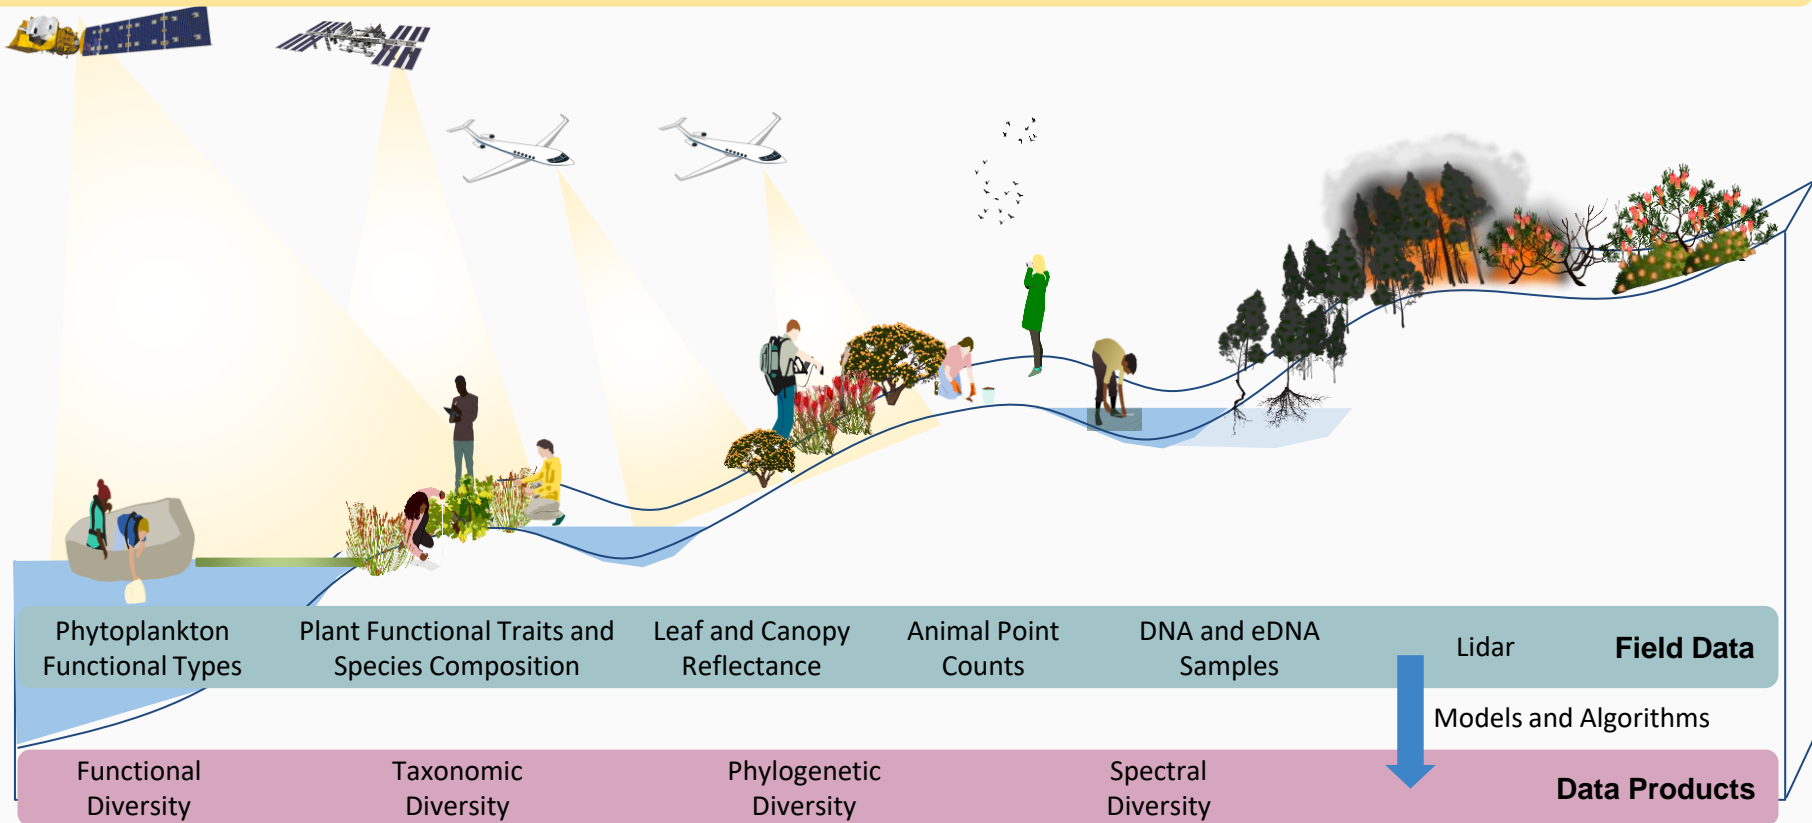 Phytoplankton
Functional Types
Plant Functional Traits and
Species Composition
Leaf and Canopy
Reflectance
Animal Point
Counts
DNA and eDNA
Samples
Lidar
Field Data
Models and Algorithms
Functional
Diversity
Taxonomic
Diversity
Phylogenetic
Diversity
Spectral
Diversity
Data Products